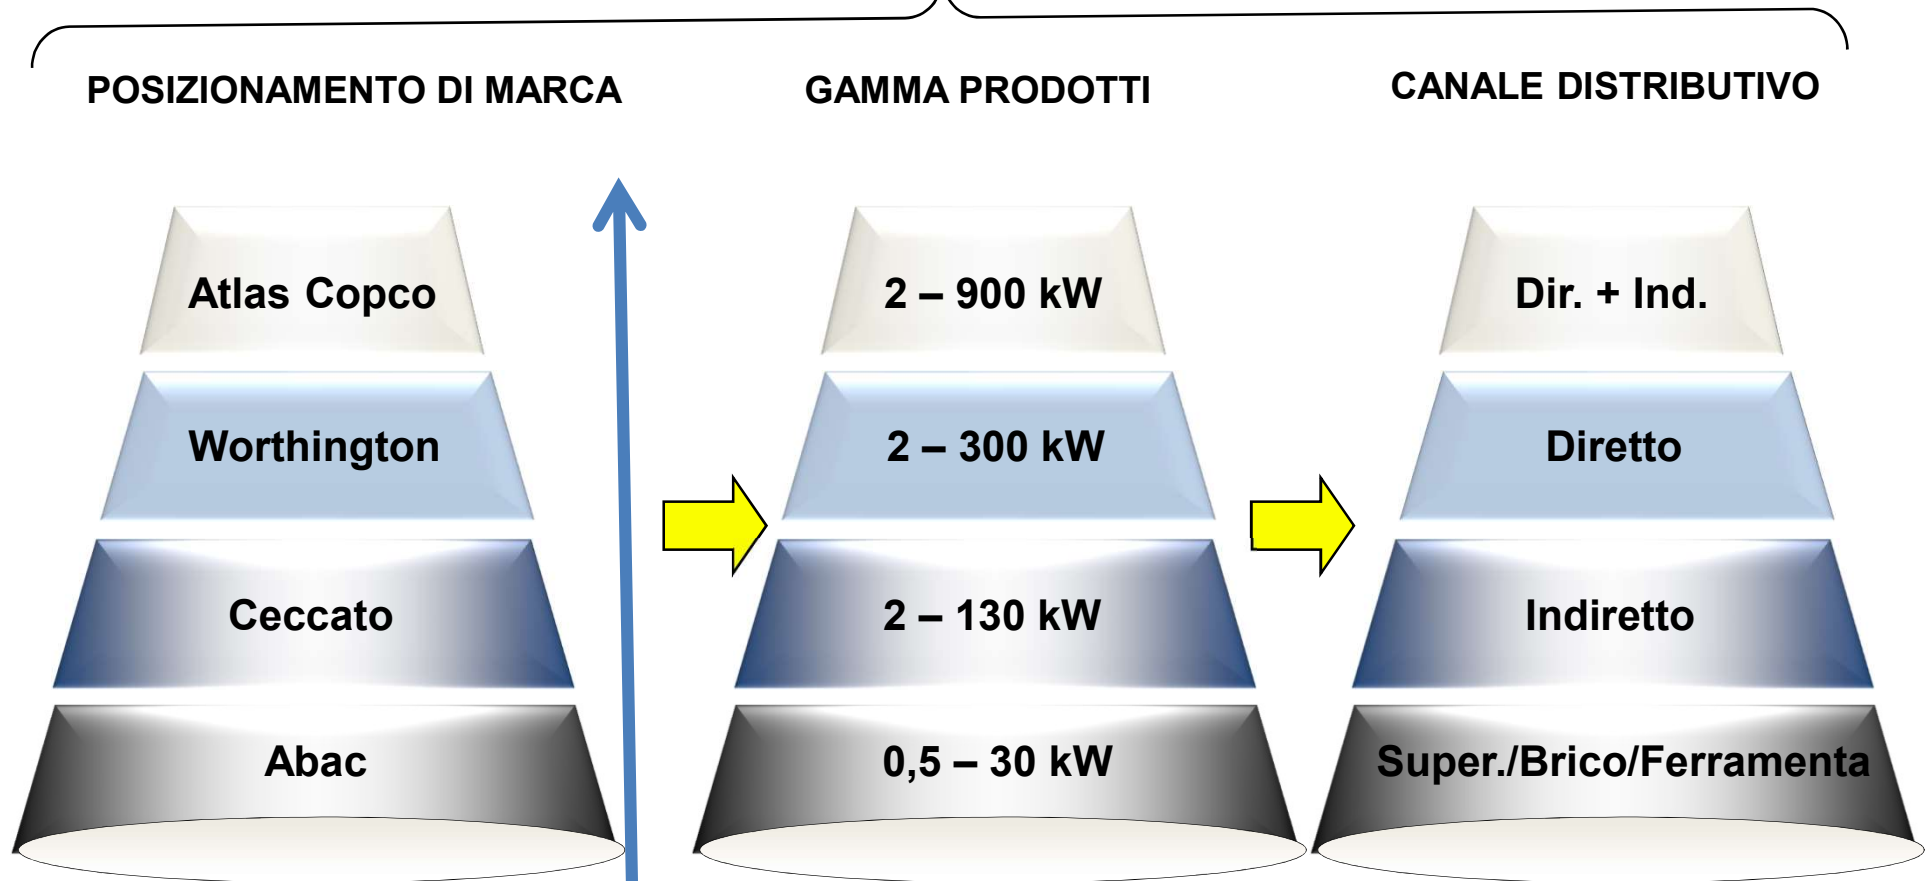 POSIZIONAMENTO DI MARCA
GAMMA PRODOTTI
CANALE DISTRIBUTIVO
Atlas Copco
2 – 900 kW
Dir. + Ind.
Worthington
2 – 300 kW
Diretto
Ceccato
2 – 130 kW
Indiretto
Abac
0,5 – 30 kW
Super./Brico/Ferramenta